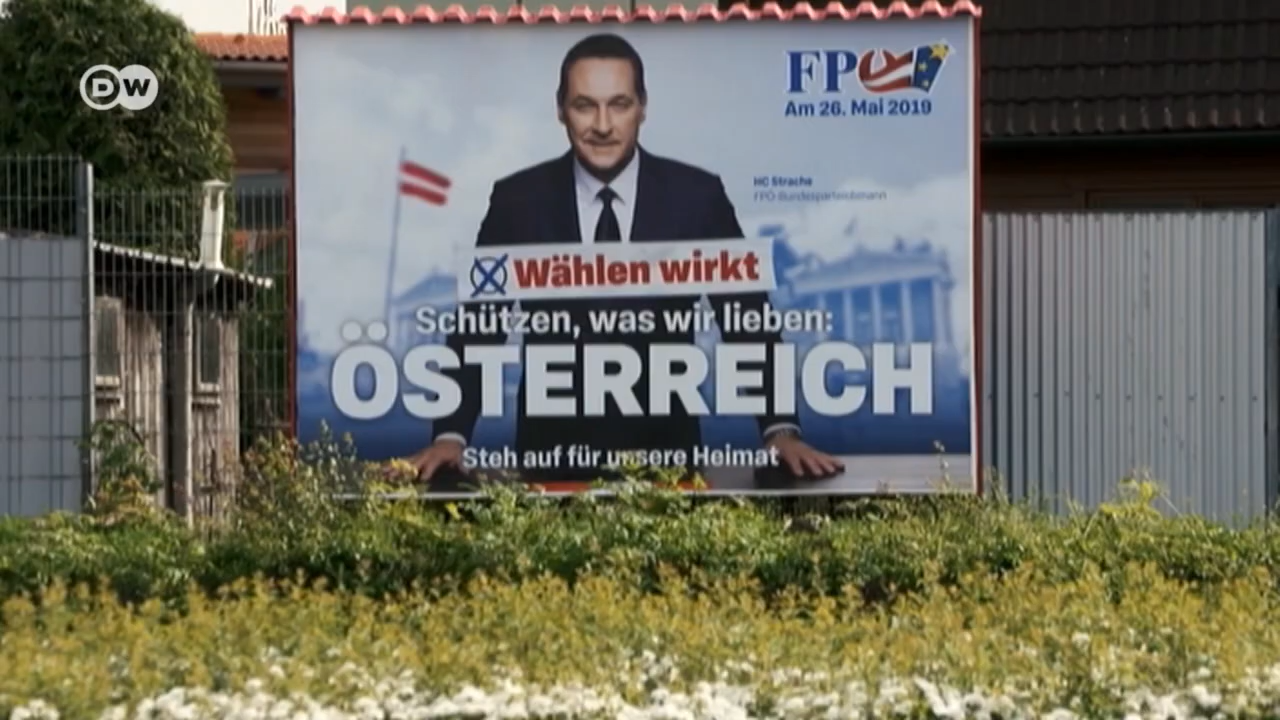 DW
FPÖ
Am 26. Mai 2019
HC Strache
FPÖ-Bundesparteiobmann
Wählen wirkt
Schützen, was wir lieben:
ÖSTERREICH
Steh auf für unsere Heimat